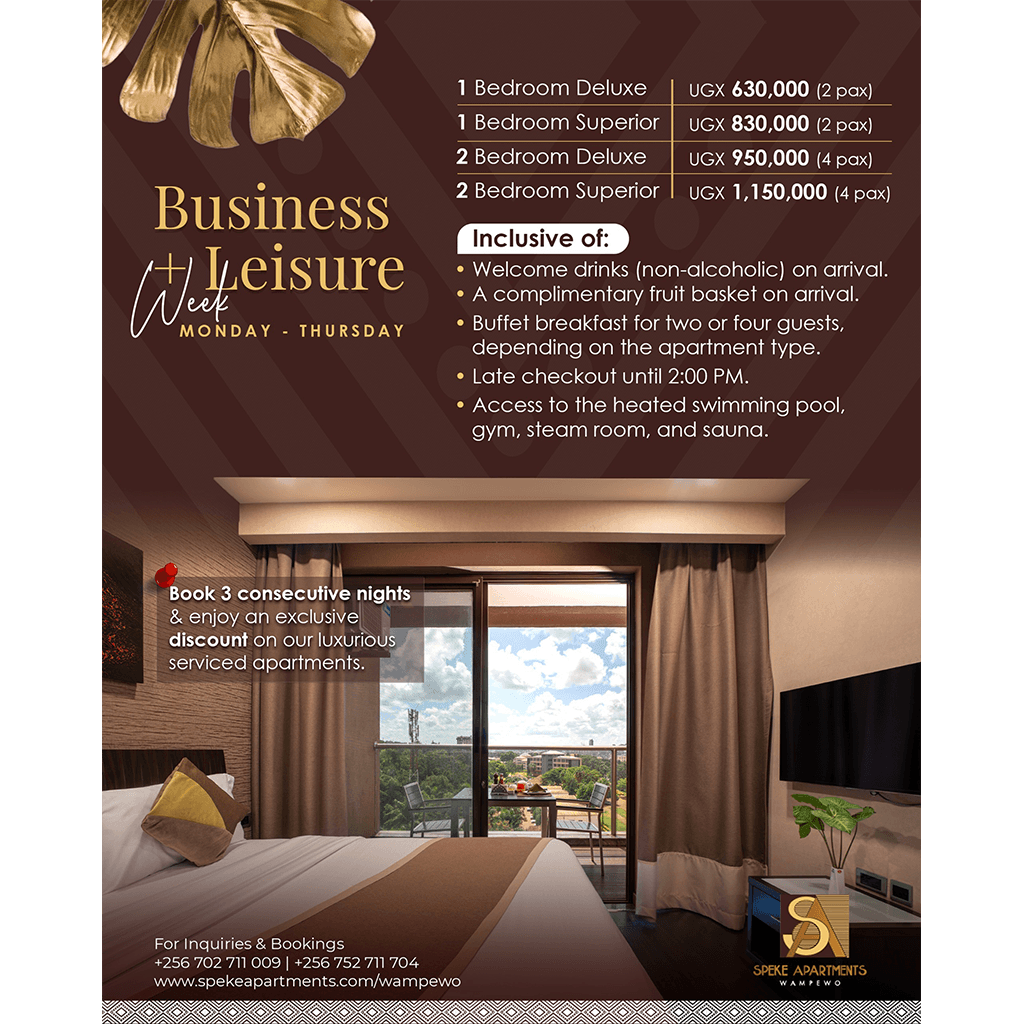 Business
+ Leisure
Week
MONDAY - THURSDAY
1 Bedroom Deluxe UGX 630,000 (2 pax)
1 Bedroom Superior UGX 830,000 (2 pax)
2 Bedroom Deluxe UGX 950,000 (4 pax)
2 Bedroom Superior UGX 1,150,000 (4 pax)
Inclusive of:
• Welcome drinks (non-alcoholic) on arrival.
• A complimentary fruit basket on arrival.
• Buffet breakfast for two or four guests,
depending on the apartment type.
• Late checkout until 2:00 PM.
• Access to the heated swimming pool,
gym, steam room, and sauna.
Book 3 consecutive nights
& enjoy an exclusive
discount on our luxurious
serviced apartments.
For Inquiries & Bookings
+256 702 711 009 | +256 752 711 704
www.spekeapartments.com/wampewo
SA
SPEKE APARTMENTS
WAMPEWO